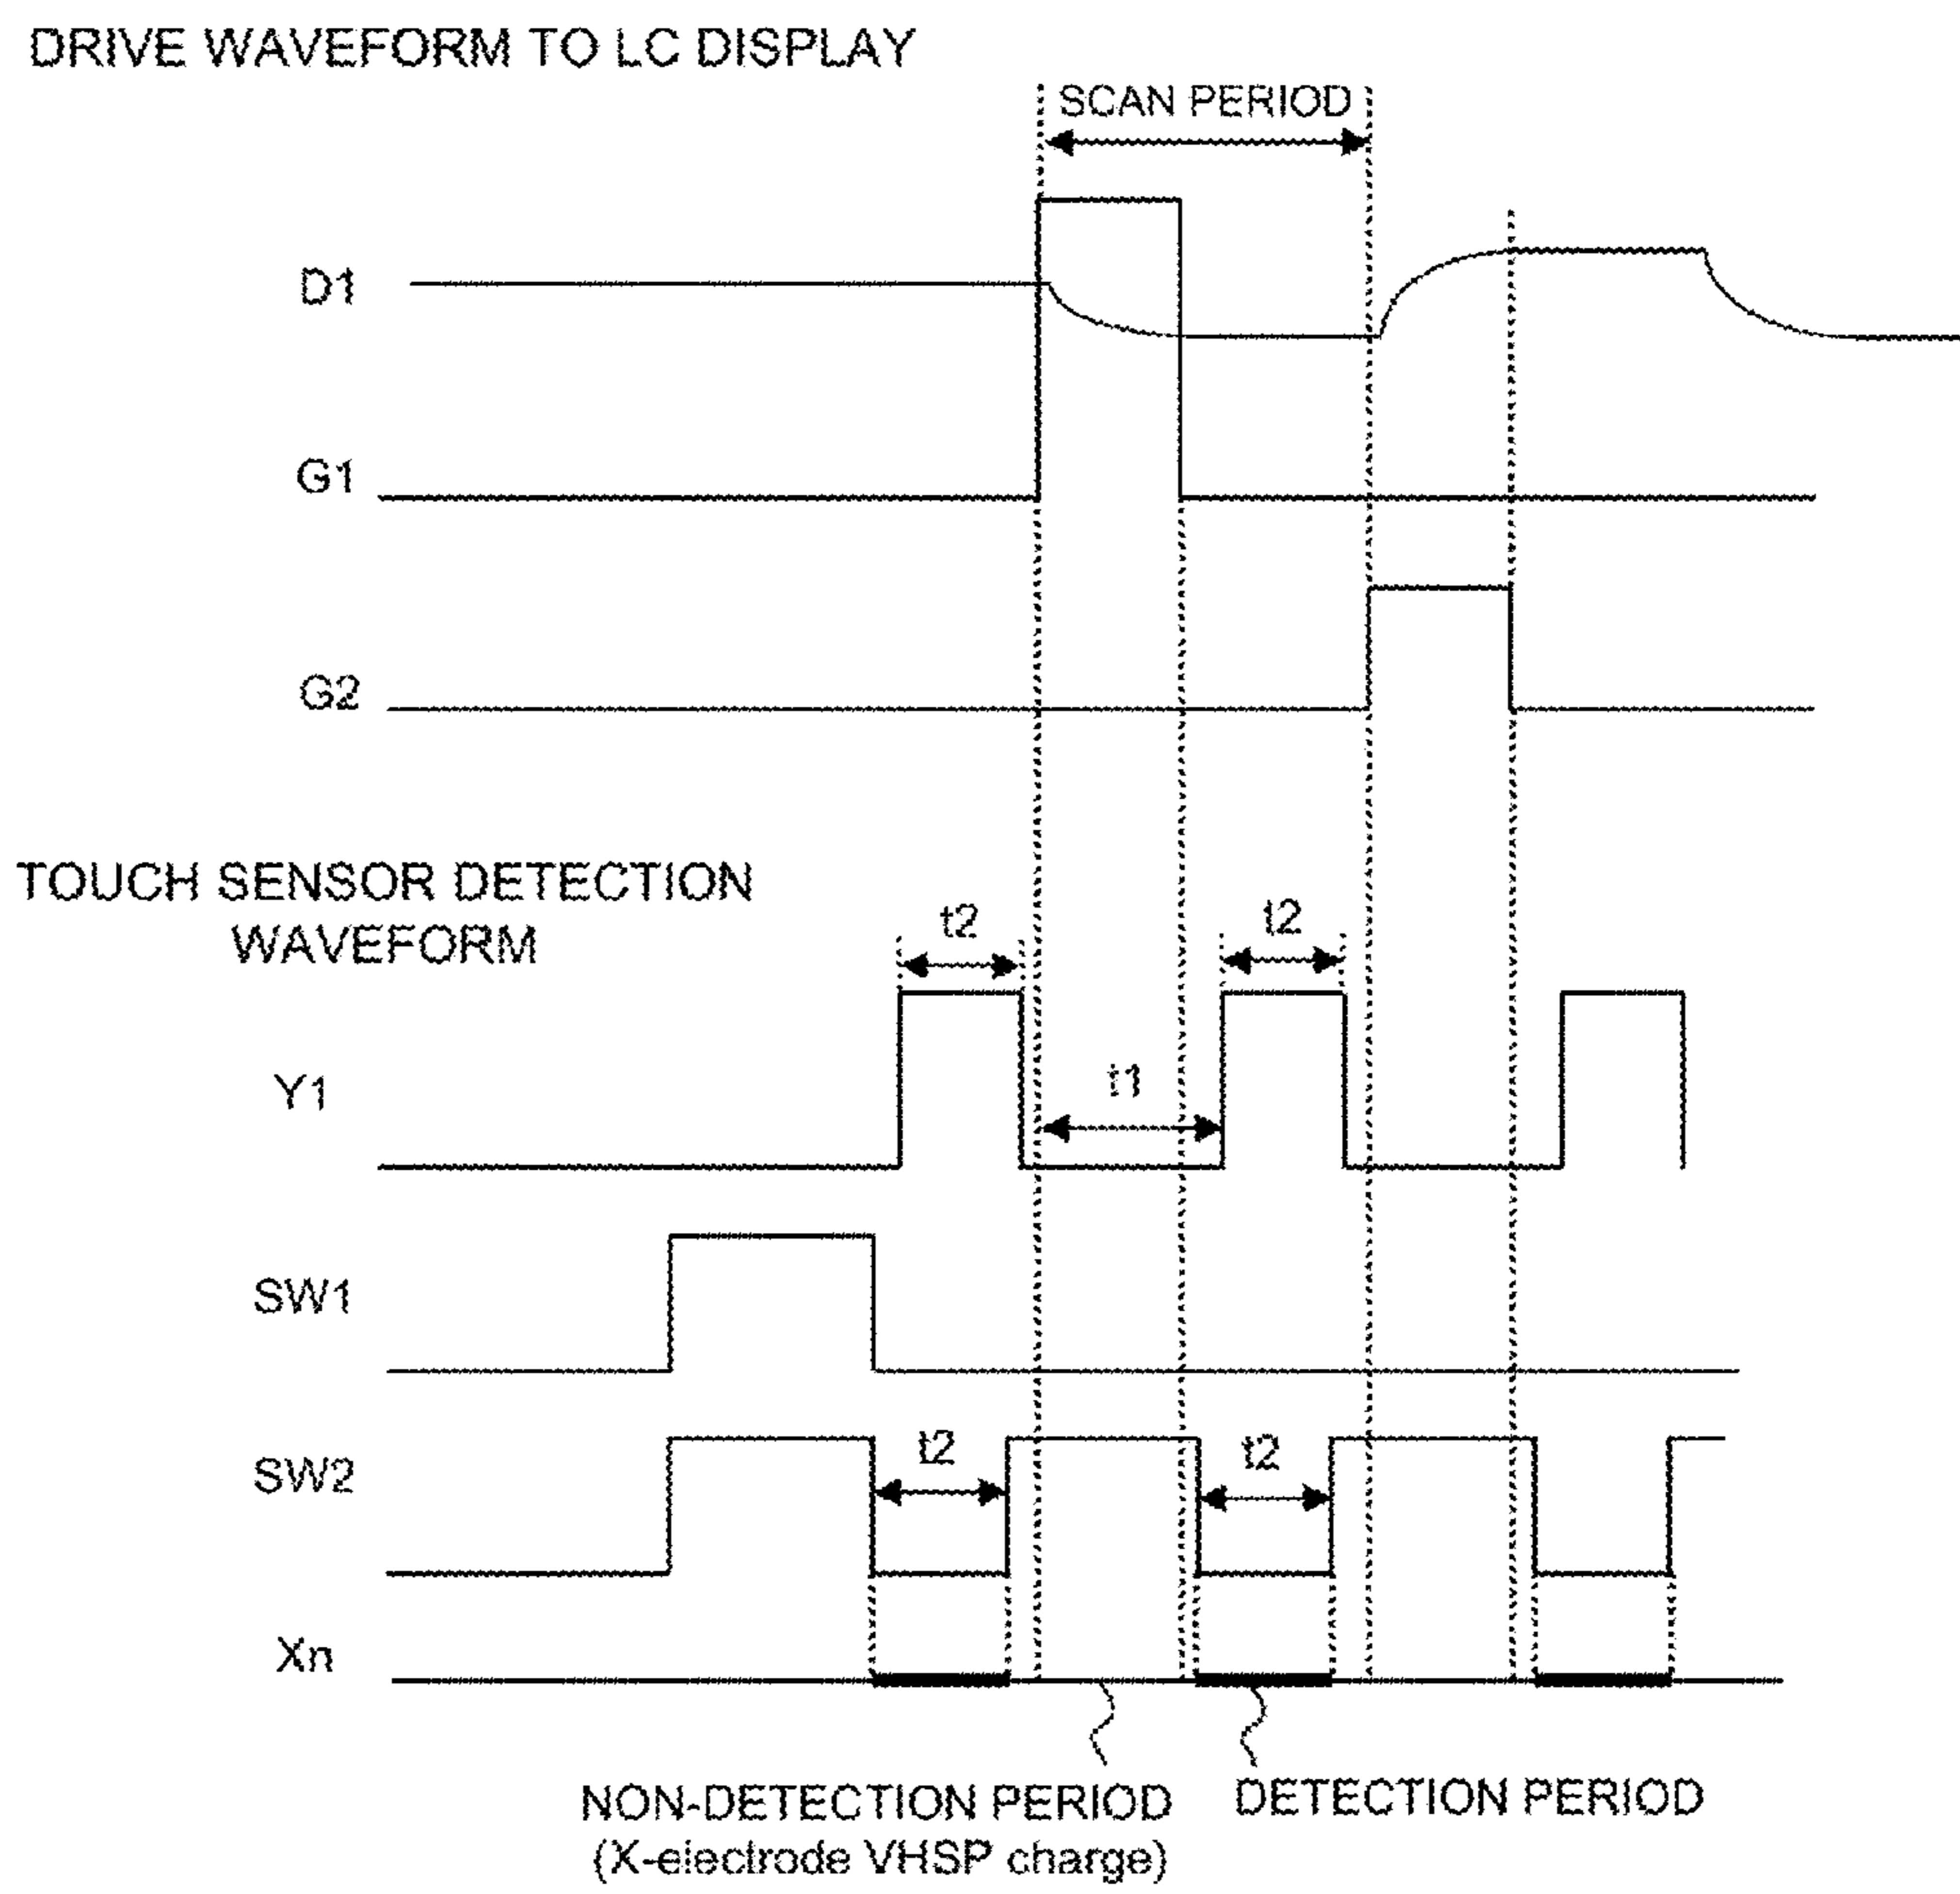 DRIVE WAVEFORM TO LC DISPLAY
SCAN PERIOD
D1
G1
G2
TOUCH SENSOR DETECTION
WAVEFORM
t2
t2
Y1
t1
SW1
SW2
t2
t2
Xn
NON-DETECTION PERIOD
(X-electrode VHSP charge)
DETECTION PERIOD